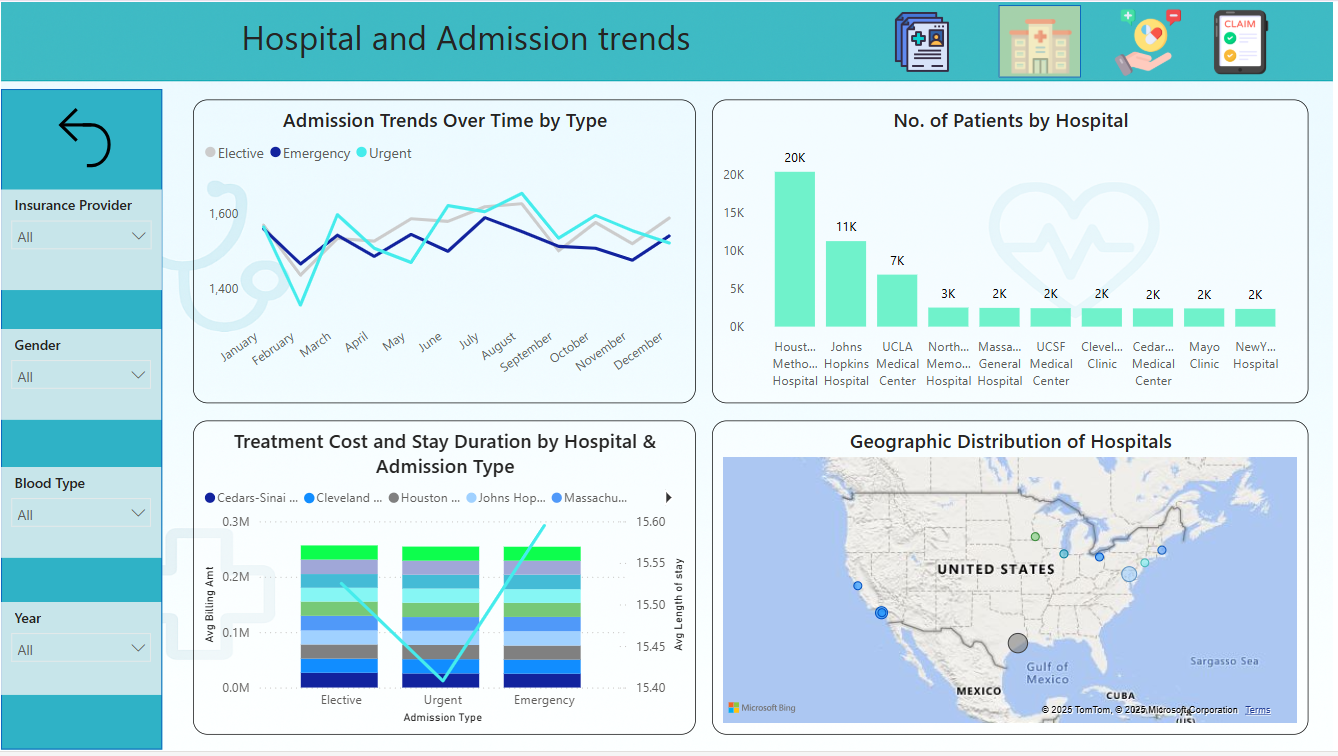 Hospital and Admission trends
CLAIM
Insurance Provider
All
Gender
All
Blood Type
All
Year
All
Admission Trends Over Time by Type
Elective Emergency Urgent
1,600
1,400
January February March April May June July August September October November December
No. of Patients by Hospital
20K
15K
10K
5K
0K
20K 11K 7K 3K 2K 2K 2K 2K 2K 2K
Houst... Johns UCLA North... Massa... UCSF Clevel... Cedar... Mayo NewY...
Metho... Hopkins Medical Memo... General Medical Clinic Medical Clinic Hospital
Hospital Hospital Center Hospital Hospital Center Center
Treatment Cost and Stay Duration by Hospital &
Admission Type
Cedars-Sinai ... Cleveland ... Houston ... Johns Hop... Massachu...
Avg Billing Amt
0.3M
0.2M
0.1M
0.0M
15.60
15.55
15.50
15.45
15.40
Avg Length of stay
Elective Urgent Emergency
Admission Type
Geographic Distribution of Hospitals
UNITED STATES
Gulf of
Mexico
Sargasso Sea
MEXICO
CUBA
(US)
Microsoft Bing
© 2025 TomTom, © 2025 Microsoft Corporation Terms